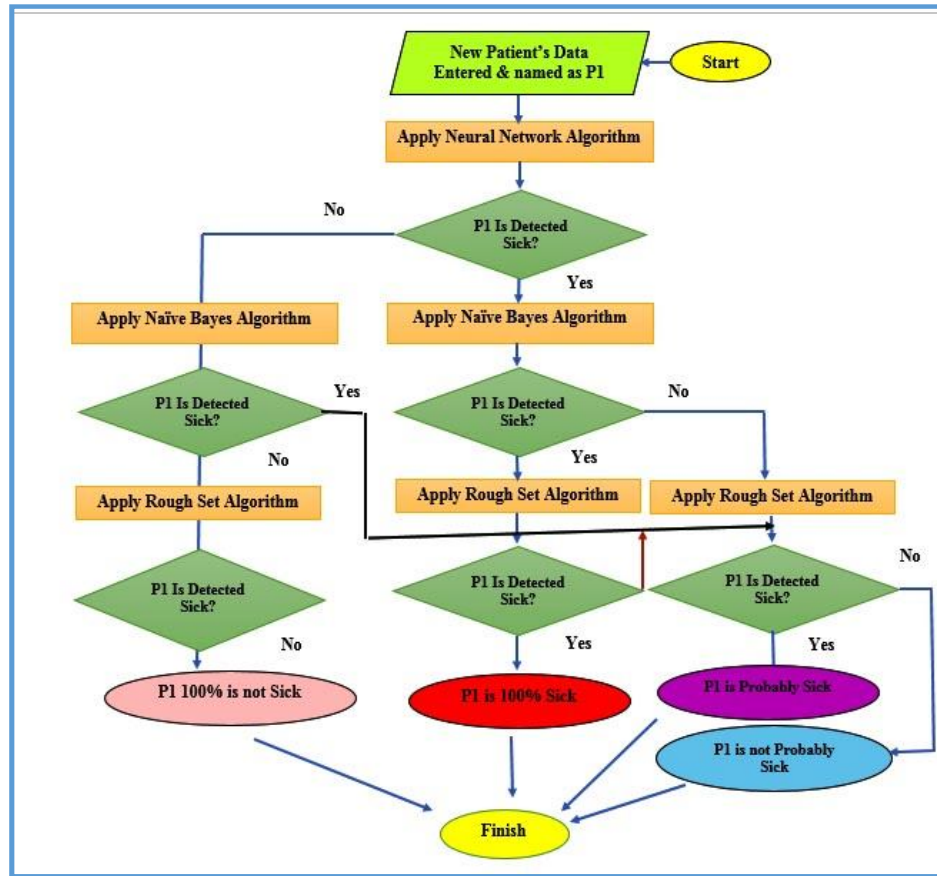 New Patient's Data
Entered & named as P1
Start
Apply Neural Network Algorithm
No
P1 Is Detected
Sick?
Yes
Apply Naïve Bayes Algorithm
Apply Naïve Bayes Algorithm
P1 Is Detected
Sick?
Yes
P1 Is Detected
Sick?
No
No
Yes
Apply Rough Set Algorithm
Apply Rough Set Algorithm
Apply Rough Set Algorithm
P1 Is Detected
Sick?
P1 Is Detected
Sick?
P1 Is Detected
Sick?
No
No
Yes
Yes
P1 100% is not Sick
P1 is 100% Sick
P1 is Probably Sick
P1 is not Probably
Sick
Finish